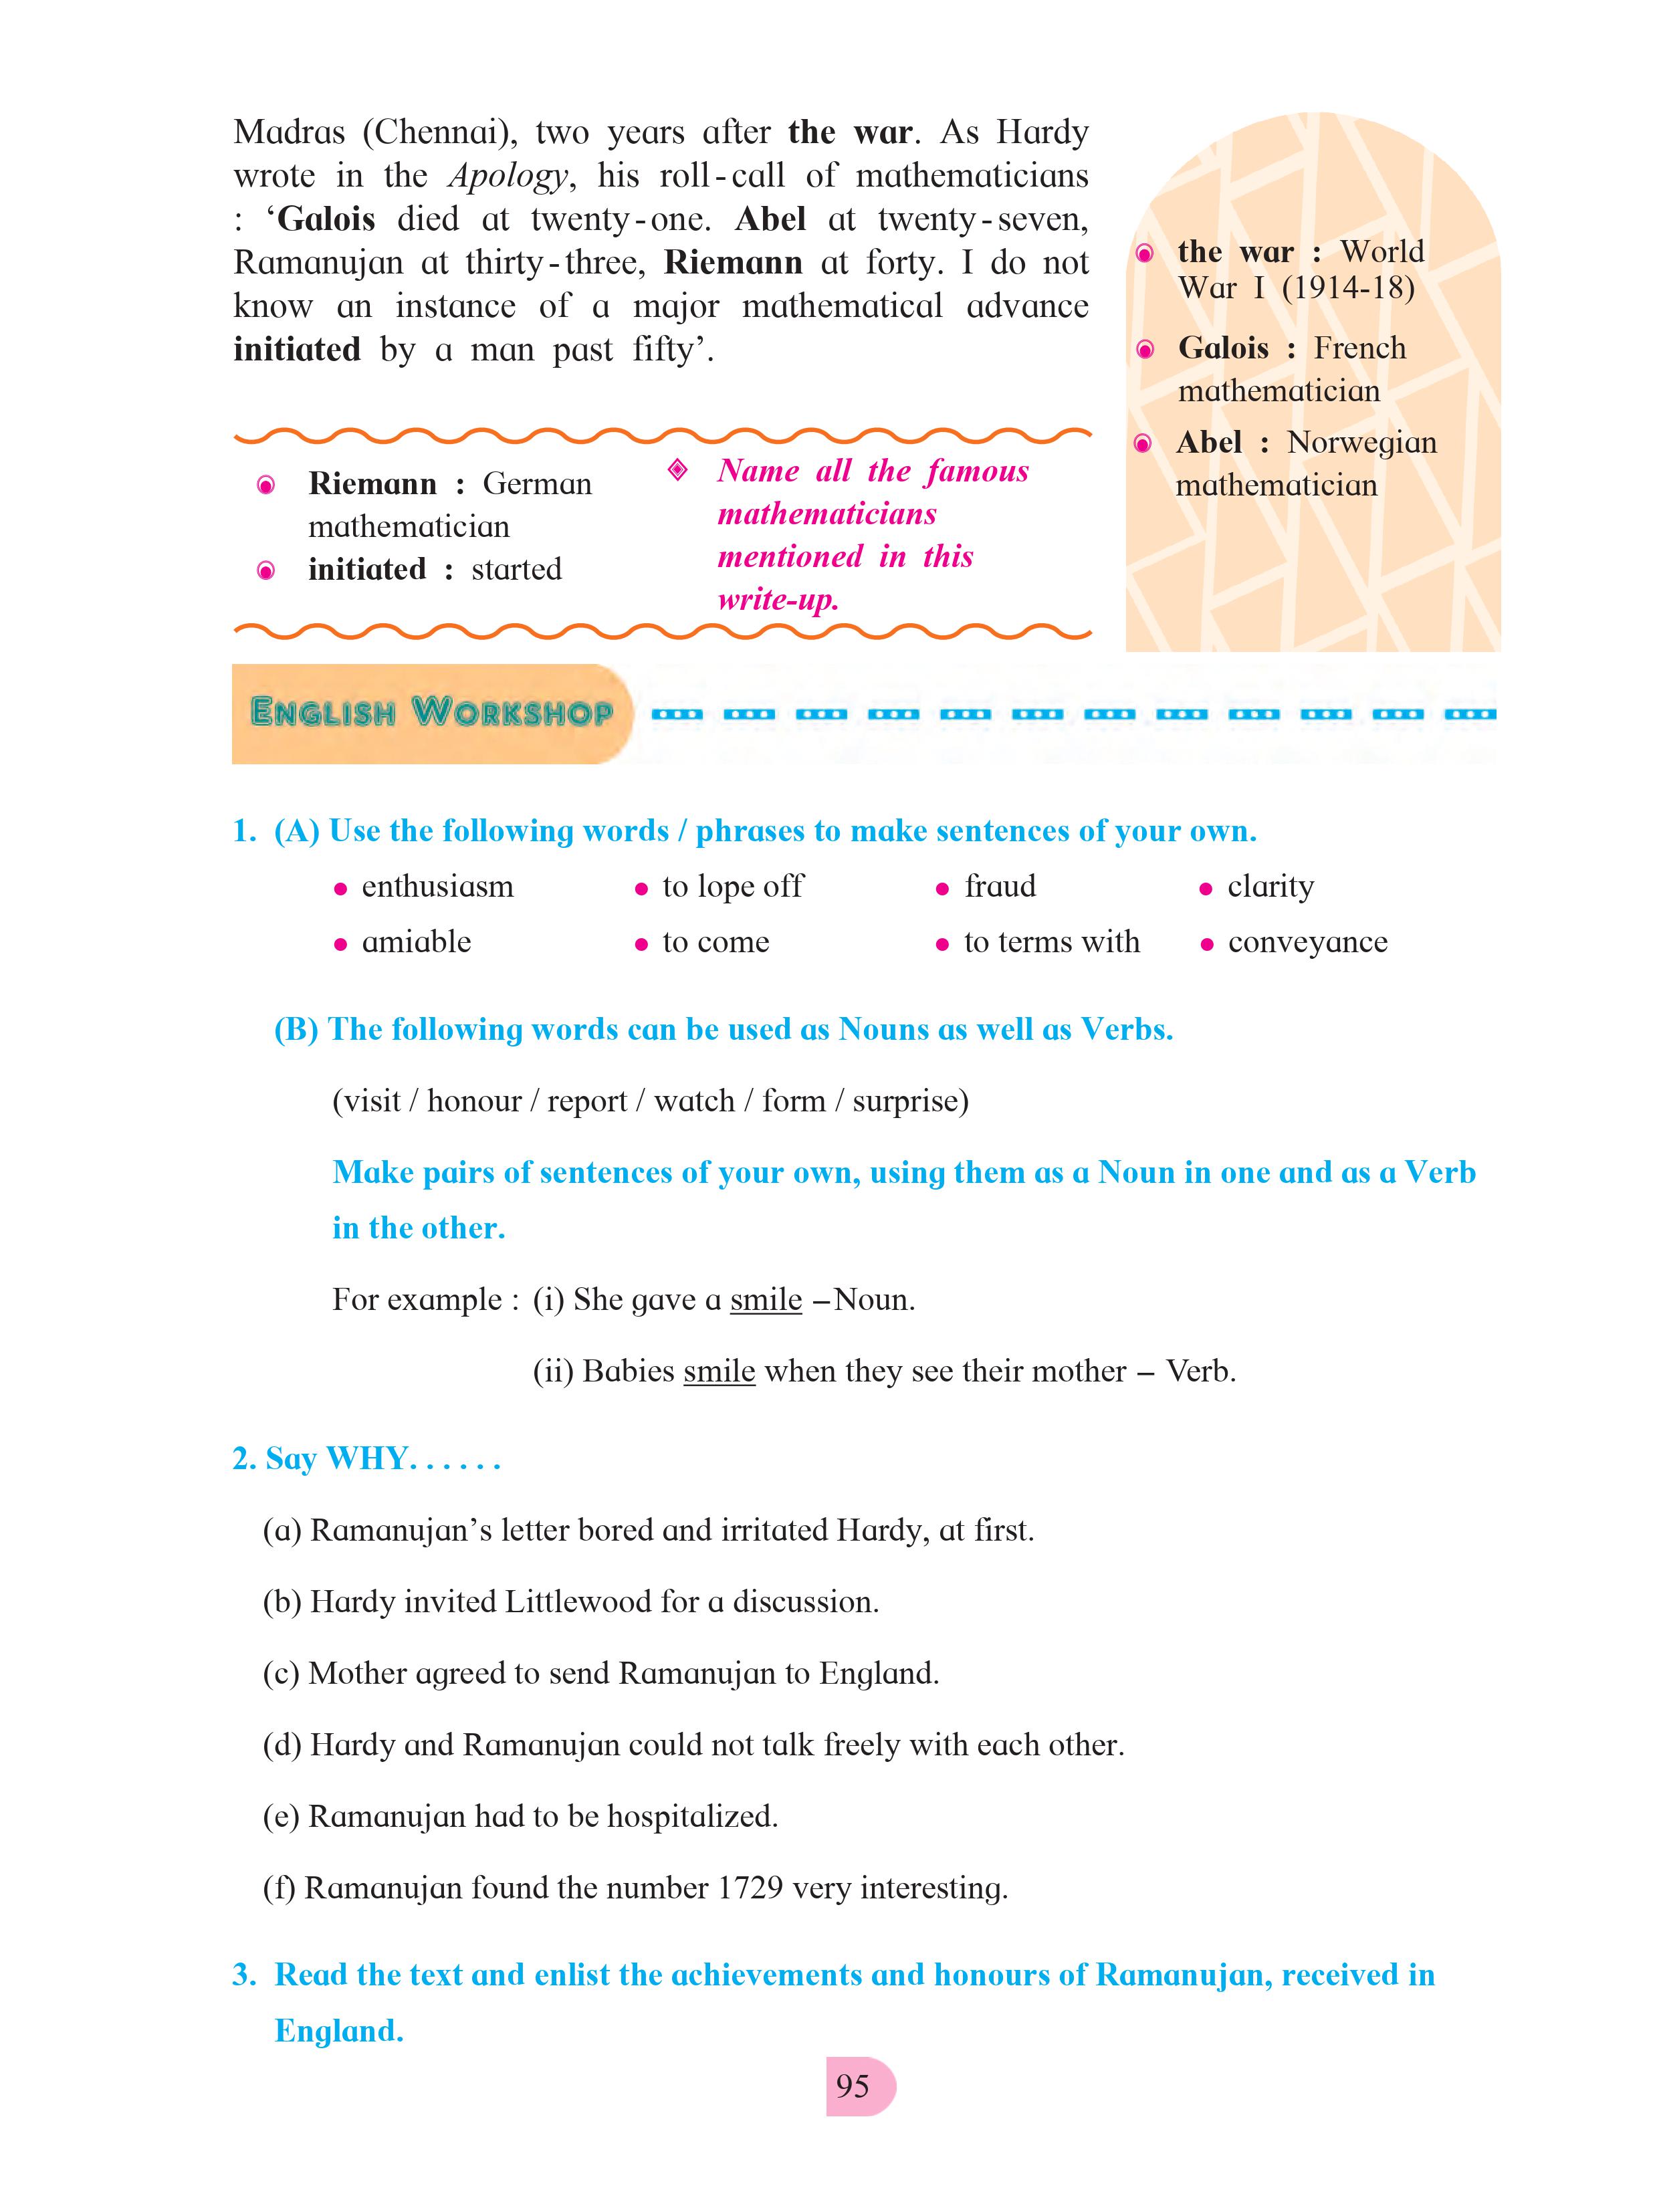 Madras (Chennai), two years after the war. As Hardy
wrote in the Apology, his roll-call of mathematicians
: ‘Galois died at twenty-one. Abel at twenty-seven,
Ramanujan at thirty-three, Riemann at forty. I do not
know an instance of a major mathematical advance
initiated by a man past fifty’.
the war : World
War I (1914-18)
Galois : French
mathematician
Abel : Norwegian
mathematician
Riemann : German
mathematician
initiated : started
Name all the famous
mathematicians
mentioned in this
write-up.
ENGLISH WORKSHOP
1. (A) Use the following words / phrases to make sentences of your own.
• enthusiasm • to lope off • fraud • clarity
• amiable • to come • to terms with • conveyance
(B) The following words can be used as Nouns as well as Verbs.
(visit / honour / report / watch / form / surprise)
Make pairs of sentences of your own, using them as a Noun in one and as a Verb
in the other.
For example : (i) She gave a smile –Noun.
(ii) Babies smile when they see their mother – Verb.
2. Say WHY. . . . . .
(a) Ramanujan’s letter bored and irritated Hardy, at first.
(b) Hardy invited Littlewood for a discussion.
(c) Mother agreed to send Ramanujan to England.
(d) Hardy and Ramanujan could not talk freely with each other.
(e) Ramanujan had to be hospitalized.
(f) Ramanujan found the number 1729 very interesting.
3. Read the text and enlist the achievements and honours of Ramanujan, received in
England.
95